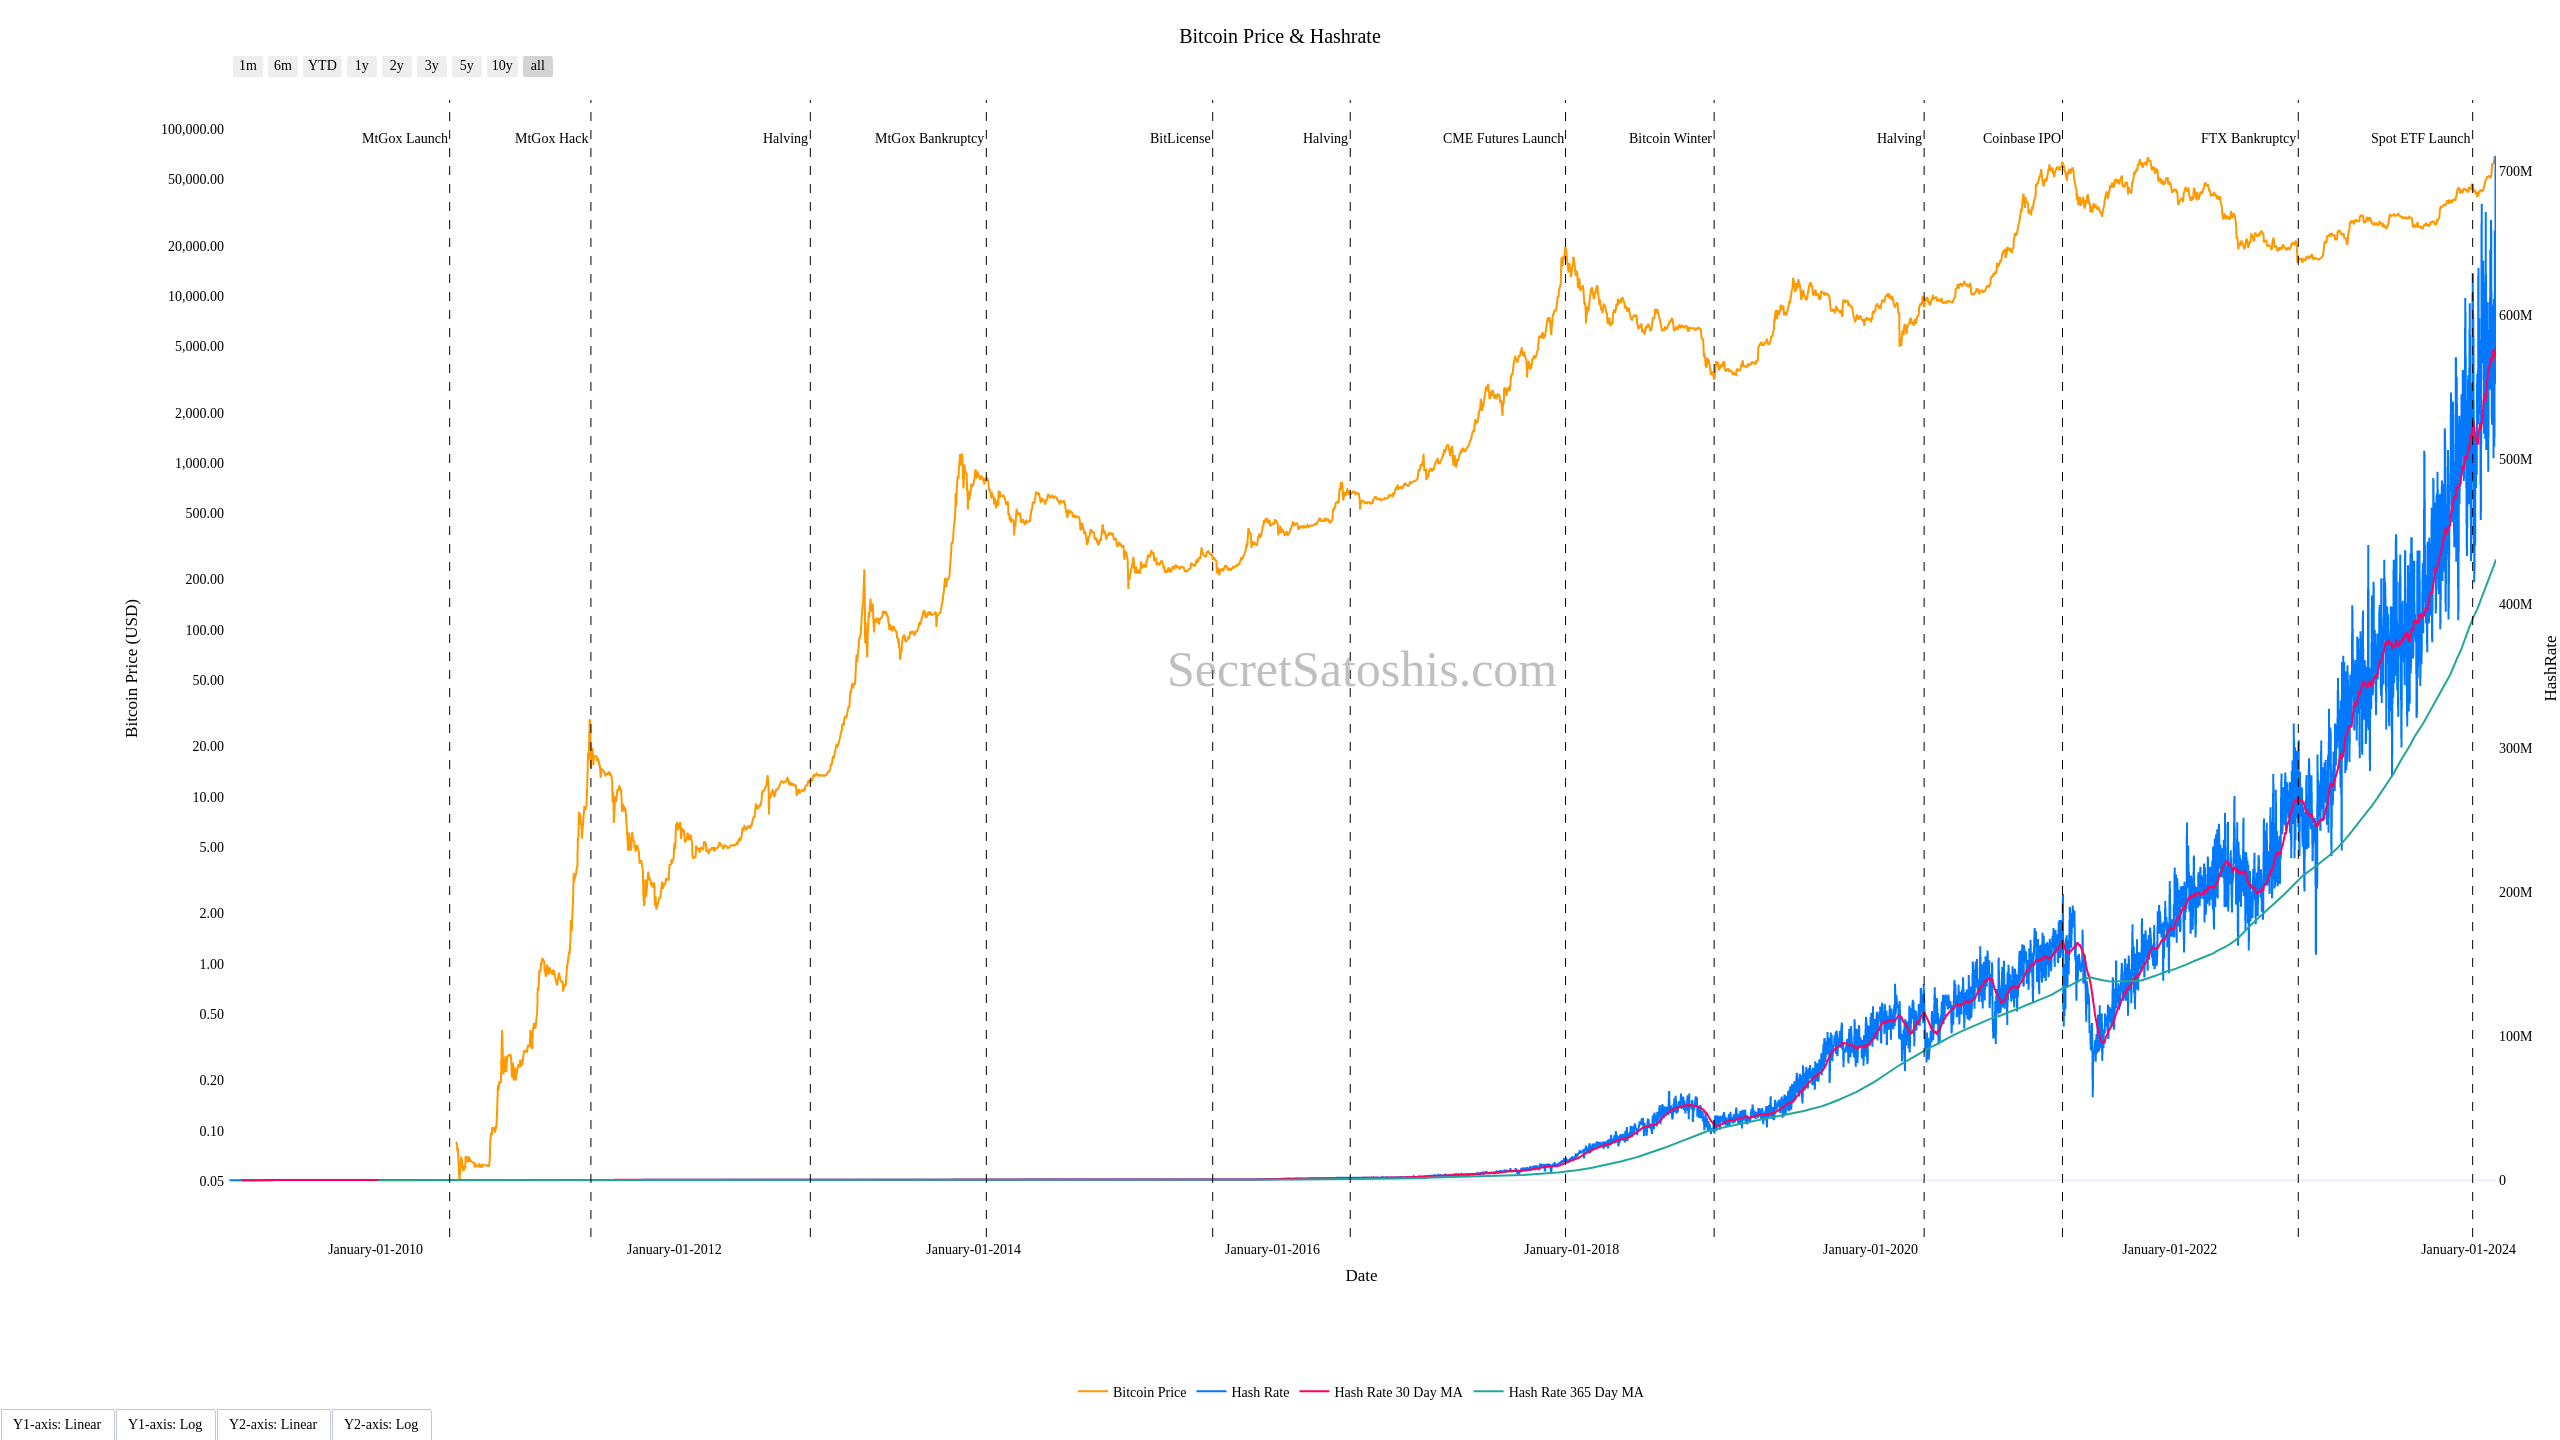 Bitcoin Price & Hashrate
1m 6m YTD 1y 2y 3y 5y 10y all
MtGox Launch MtGox Hack Halving MtGox Bankruptcy BitLicense Halving CME Futures Launch Bitcoin Winter Halving Coinbase IPO FTX Bankruptcy Spot ETF Launch
100,000.00
50,000.00
20,000.00
10,000.00
5,000.00
2,000.00
1,000.00
500.00
200.00
100.00
50.00
20.00
10.00
5.00
2.00
1.00
0.50
0.20
0.10
0.05
Bitcoin Price (USD)
SecretSatoshis.com
700M
600M
500M
400M
300M
200M
100M
0
HashRate
January-01-2010 January-01-2012 January-01-2014 January-01-2016 January-01-2018 January-01-2020 January-01-2022 January-01-2024
Date
Bitcoin Price Hash Rate Hash Rate 30 Day MA Hash Rate 365 Day MA
Y1-axis: Linear Y1-axis: Log Y2-axis: Linear Y2-axis: Log